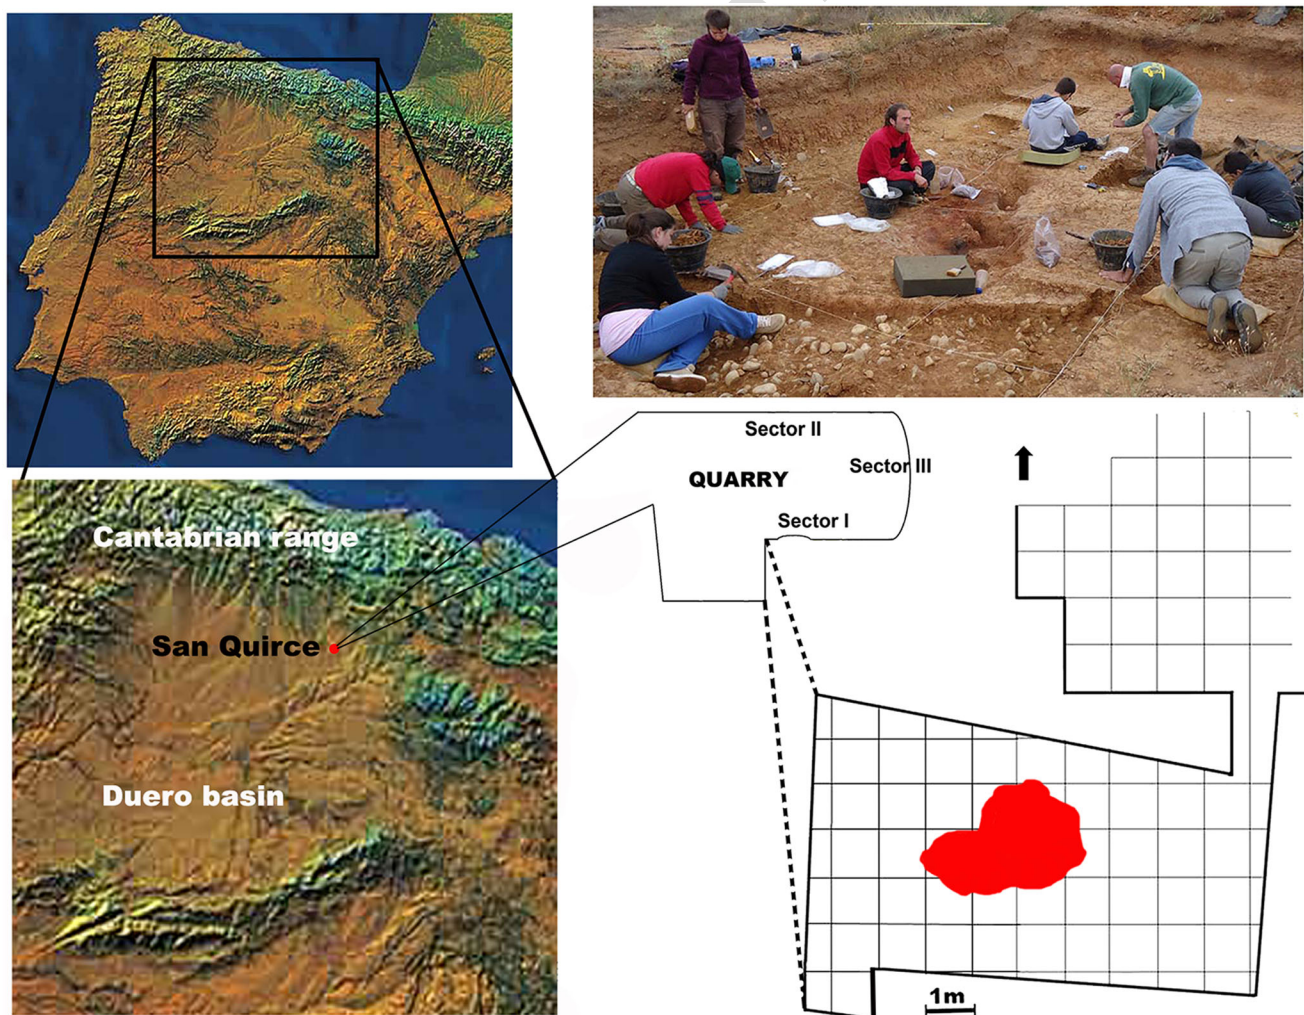 Sector II
Sector III
QUARRY
Sector I
Cantabrian range
San Quirce
Duero basin
1m